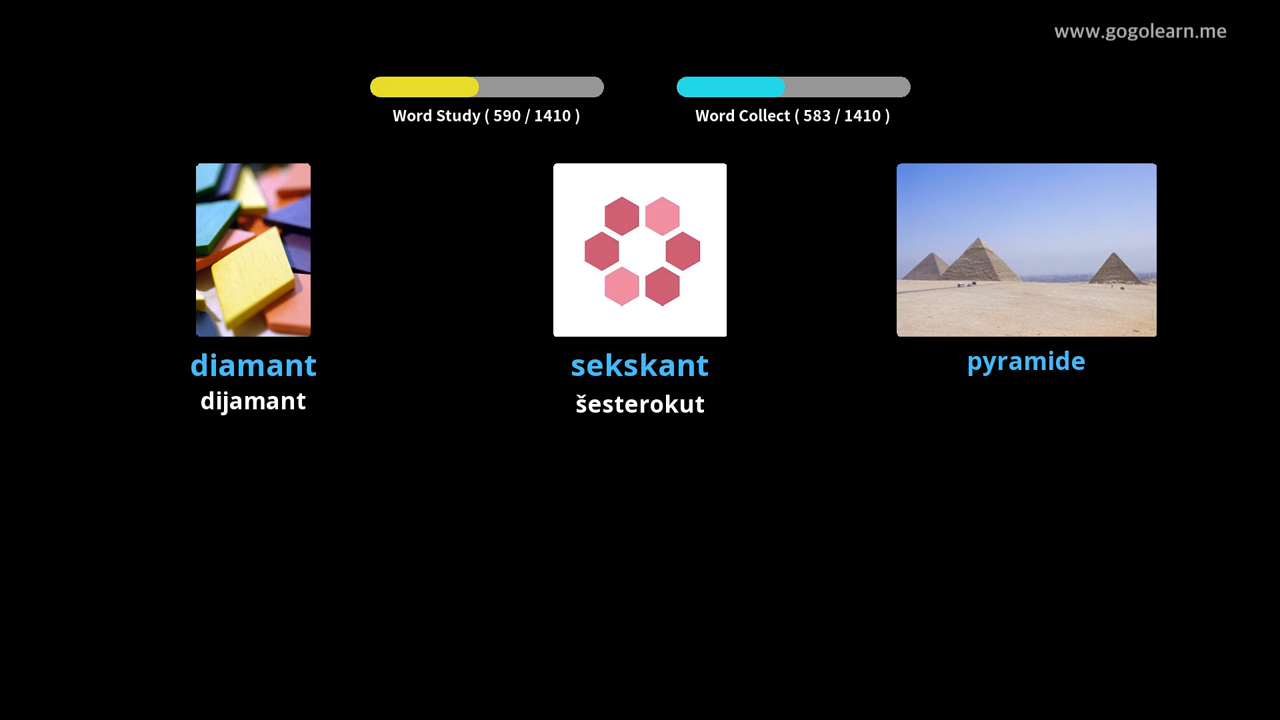 www.gogolearn.me
Word Study ( 590 / 1410 )
Word Collect ( 583 / 1410 )
diamant
dijamant
sekskant
šesterokut
pyramide